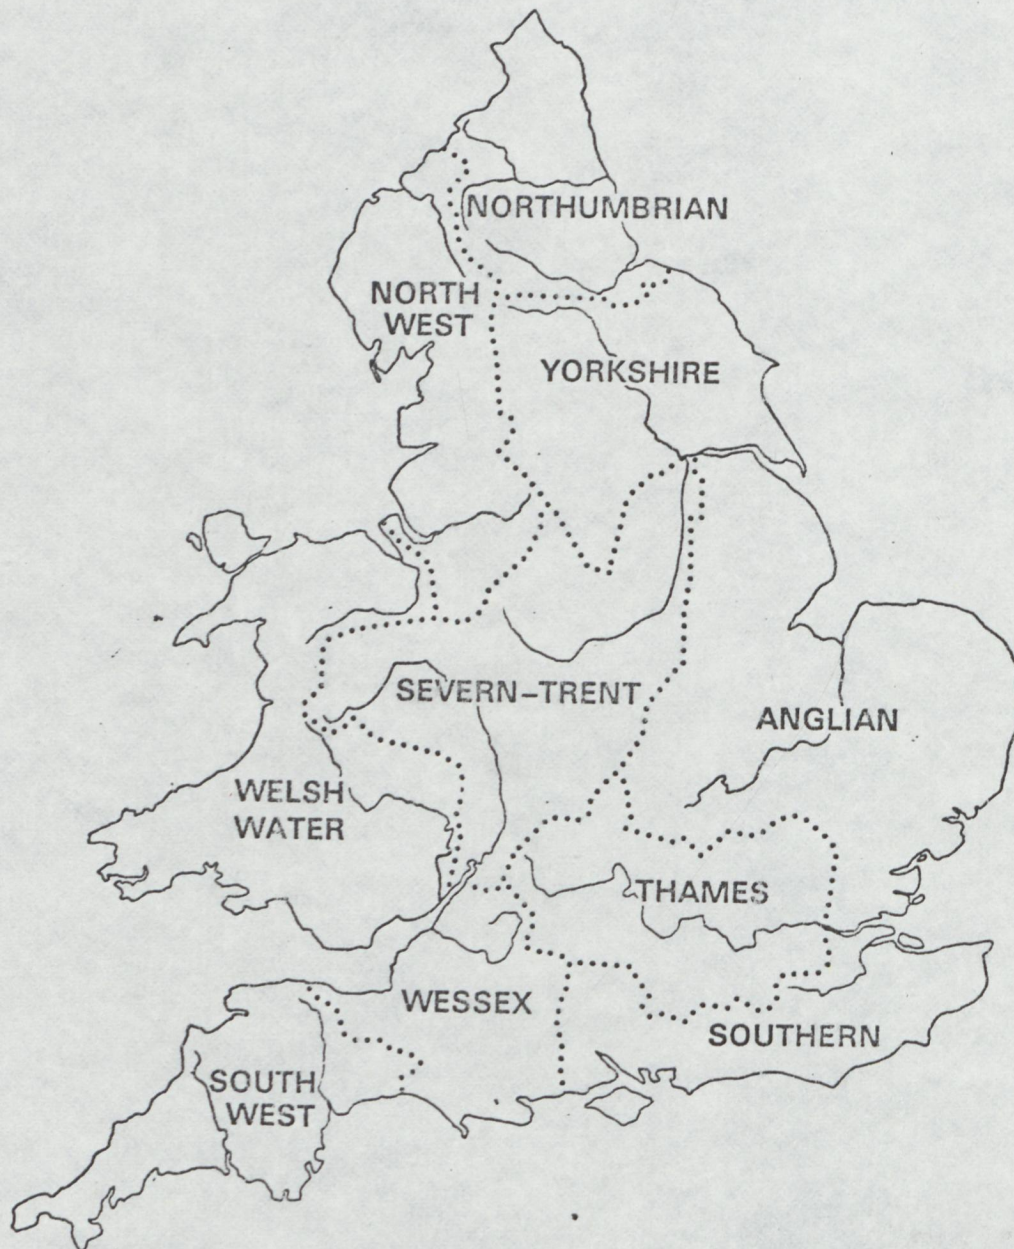 NORTHUMBRIAN
NORTH
WEST
YORKSHIRE
SEVERN-TRENT
ANGLIAN
WELSH
WATER
THAMES
WESSEX
SOUTHERN
SOUTH
WEST